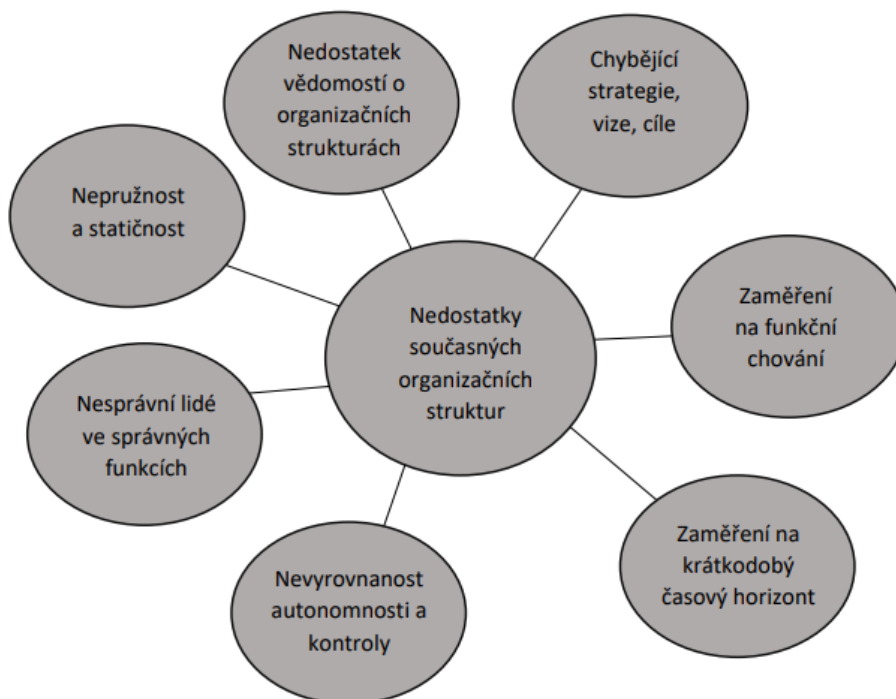 Nedostatek
vědomostí o
organizačních
strukturách
Chybějící
strategie,
vize, cíle
Nepružnost
a statičnost
Zaměření
na funkční
chování
Nedostatky
současných
organizačních
struktur
Nesprávní lidé
ve správných
funkcích
Zaměření na
krátkodobý
časový horizont
Nevyrovnanost
autonomnosti a
kontroly